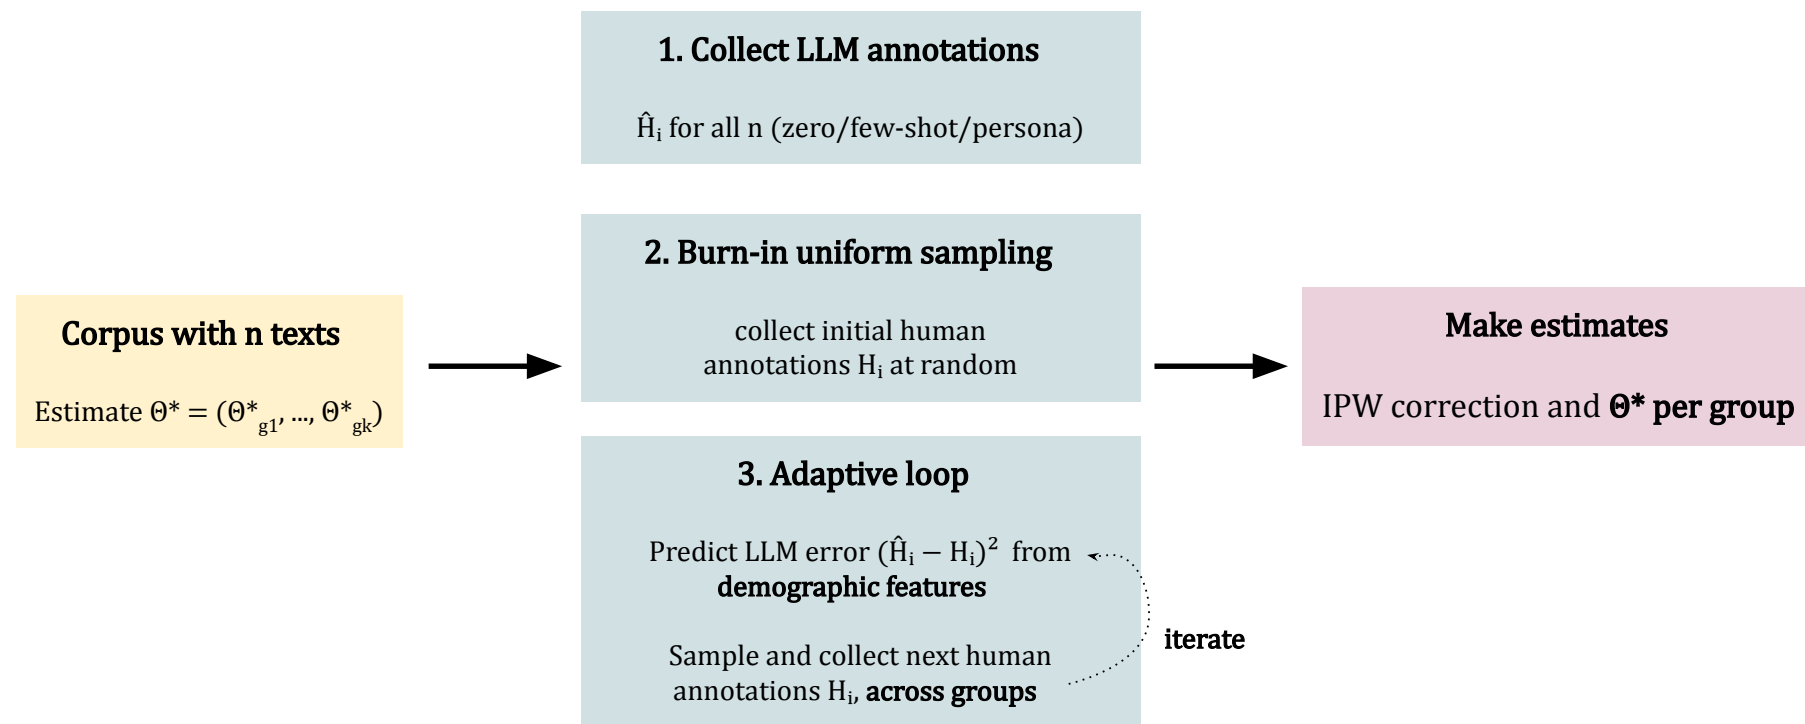 Corpus with n texts
Estimate Θ* = (Θ*g1, ..., Θ*gk)
1. Collect LLM annotations
Ĥi for all n (zero/few-shot/persona)
2. Burn-in uniform sampling
collect initial human
annotations Hi at random
3. Adaptive loop
Predict LLM error (Ĥi − Hi)² from
demographic features
Sample and collect next human
annotations Hi, across groups
iterate
Make estimates
IPW correction and Θ* per group